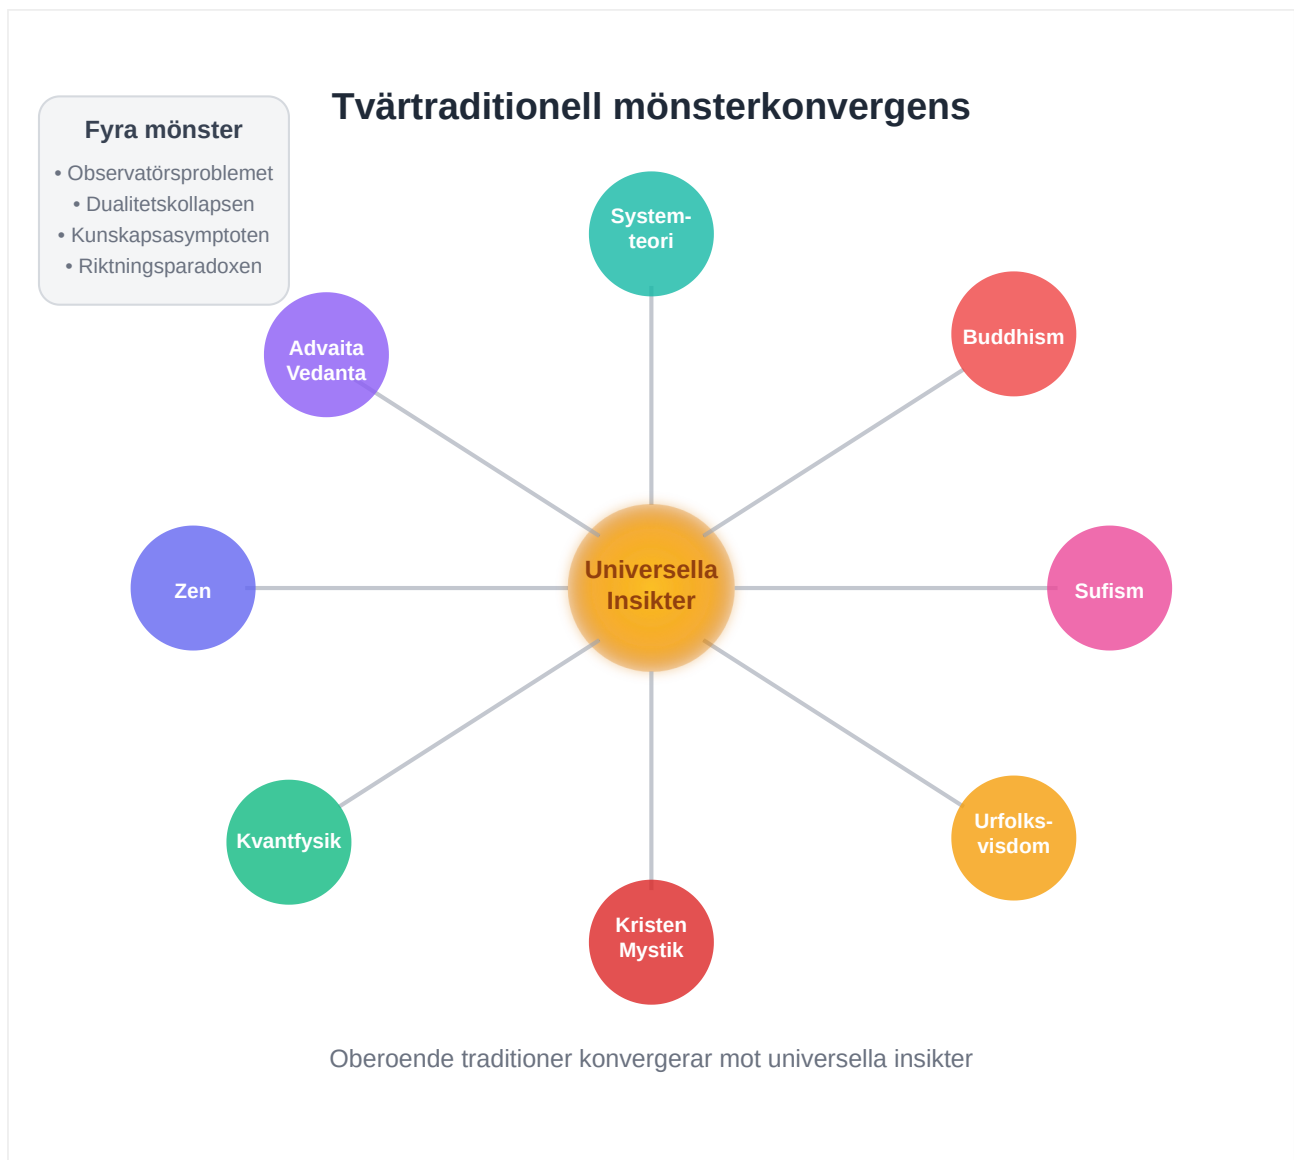 Tvärtraditionell mönsterkonvergens
Fyra mönster
• Observatörsproblemet
• Dualitetskollapsen
• Kunskapsasymptoten
• Riktningsparadoxen
System-
teori
Buddhism
Advaita
Vedanta
Zen
Universella
Insikter
Sufism
Kvantfysik
Urfolks-
visdom
Kristen
Mystik
Oberoende traditioner konvergerar mot universella insikter